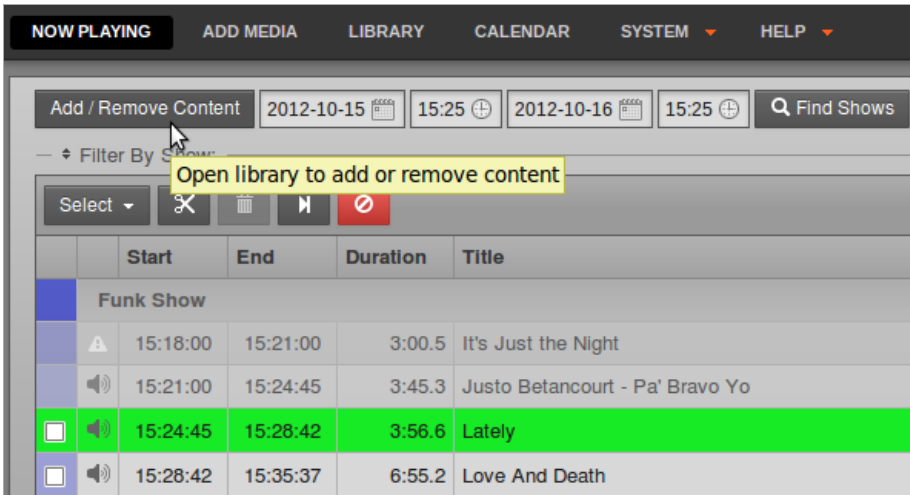 NOW PLAYING ADD MEDIA LIBRARY CALENDAR SYSTEM HELP
Add / Remove Content 2012-10-15 15:25 2012-10-16 15:25 Find Shows
Filter By Show:
Open library to add or remove content
Select
Start End Duration Title
Funk Show
15:18:00 15:21:00 3:00.5 It's Just the Night
15:21:00 15:24:45 3:45.3 Justo Betancourt - Pa' Bravo Yo
15:24:45 15:28:42 3:56.6 Lately
15:28:42 15:35:37 6:55.2 Love And Death